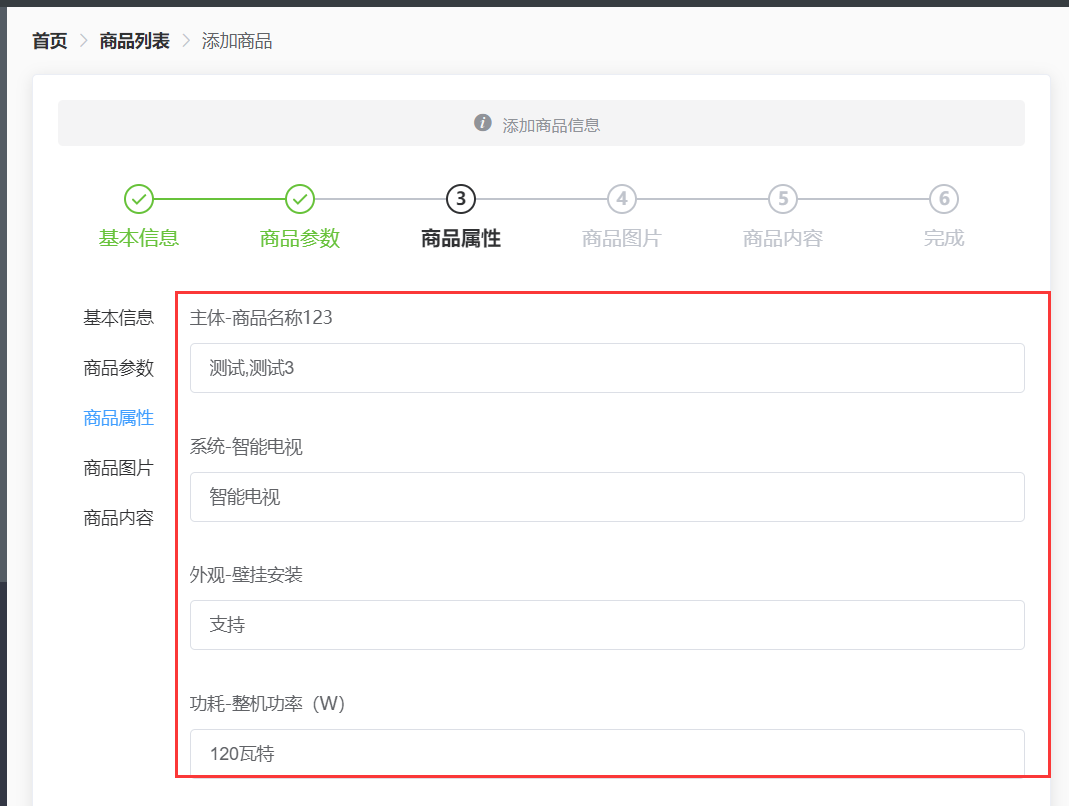 首页 > 商品列表 > 添加商品
添加商品信息
3 4 5 6
基本信息 商品参数 商品属性 商品图片 商品内容 完成
基本信息
商品参数
商品属性
商品图片
商品内容
主体-商品名称123
测试,测试3
系统-智能电视
智能电视
外观-壁挂安装
支持
功耗-整机功率（W）
120瓦特